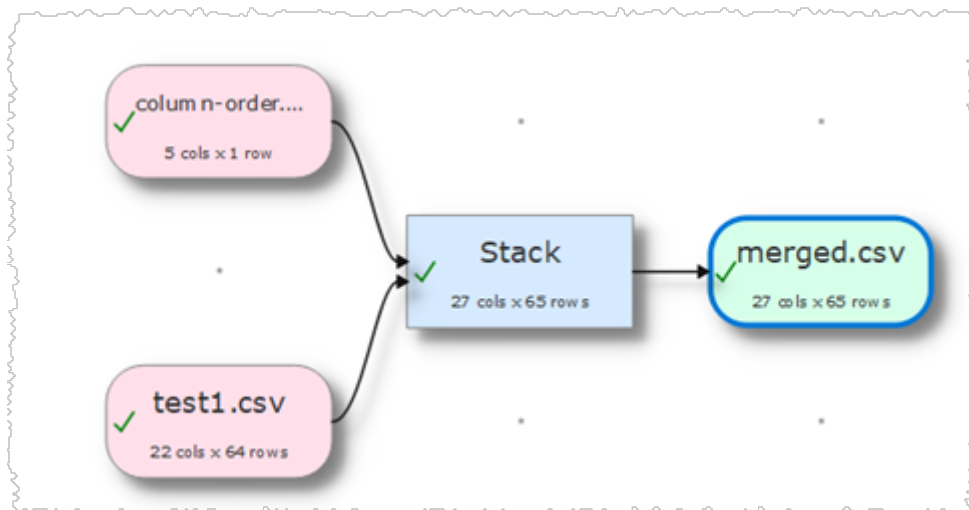 column-order....
5 cols x 1 row
Stack
27 cols x 65 rows
merged.csv
27 cols x 65 rows
test1.csv
22 cols x 64 rows